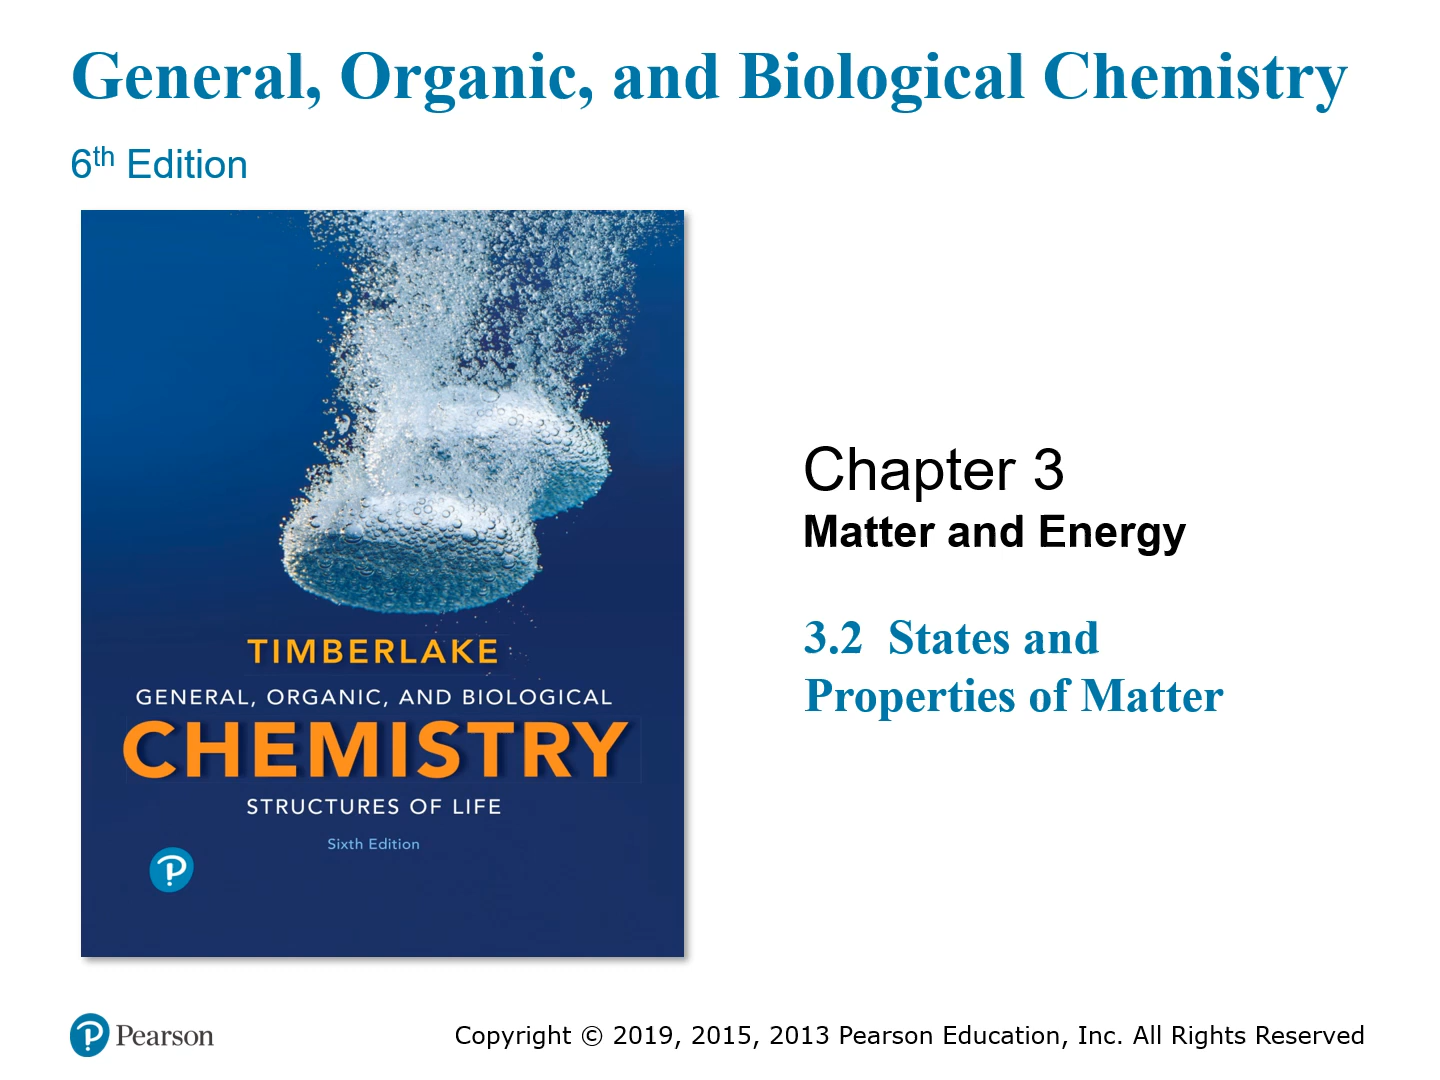 General, Organic, and Biological Chemistry
6th Edition
TIMBERLAKE
GENERAL, ORGANIC, AND BIOLOGICAL
CHEMISTRY
STRUCTURES OF LIFE
Sixth Edition
P
Chapter 3
Matter and Energy
3.2 States and
Properties of Matter
P Pearson
Copyright © 2019, 2015, 2013 Pearson Education, Inc. All Rights Reserved